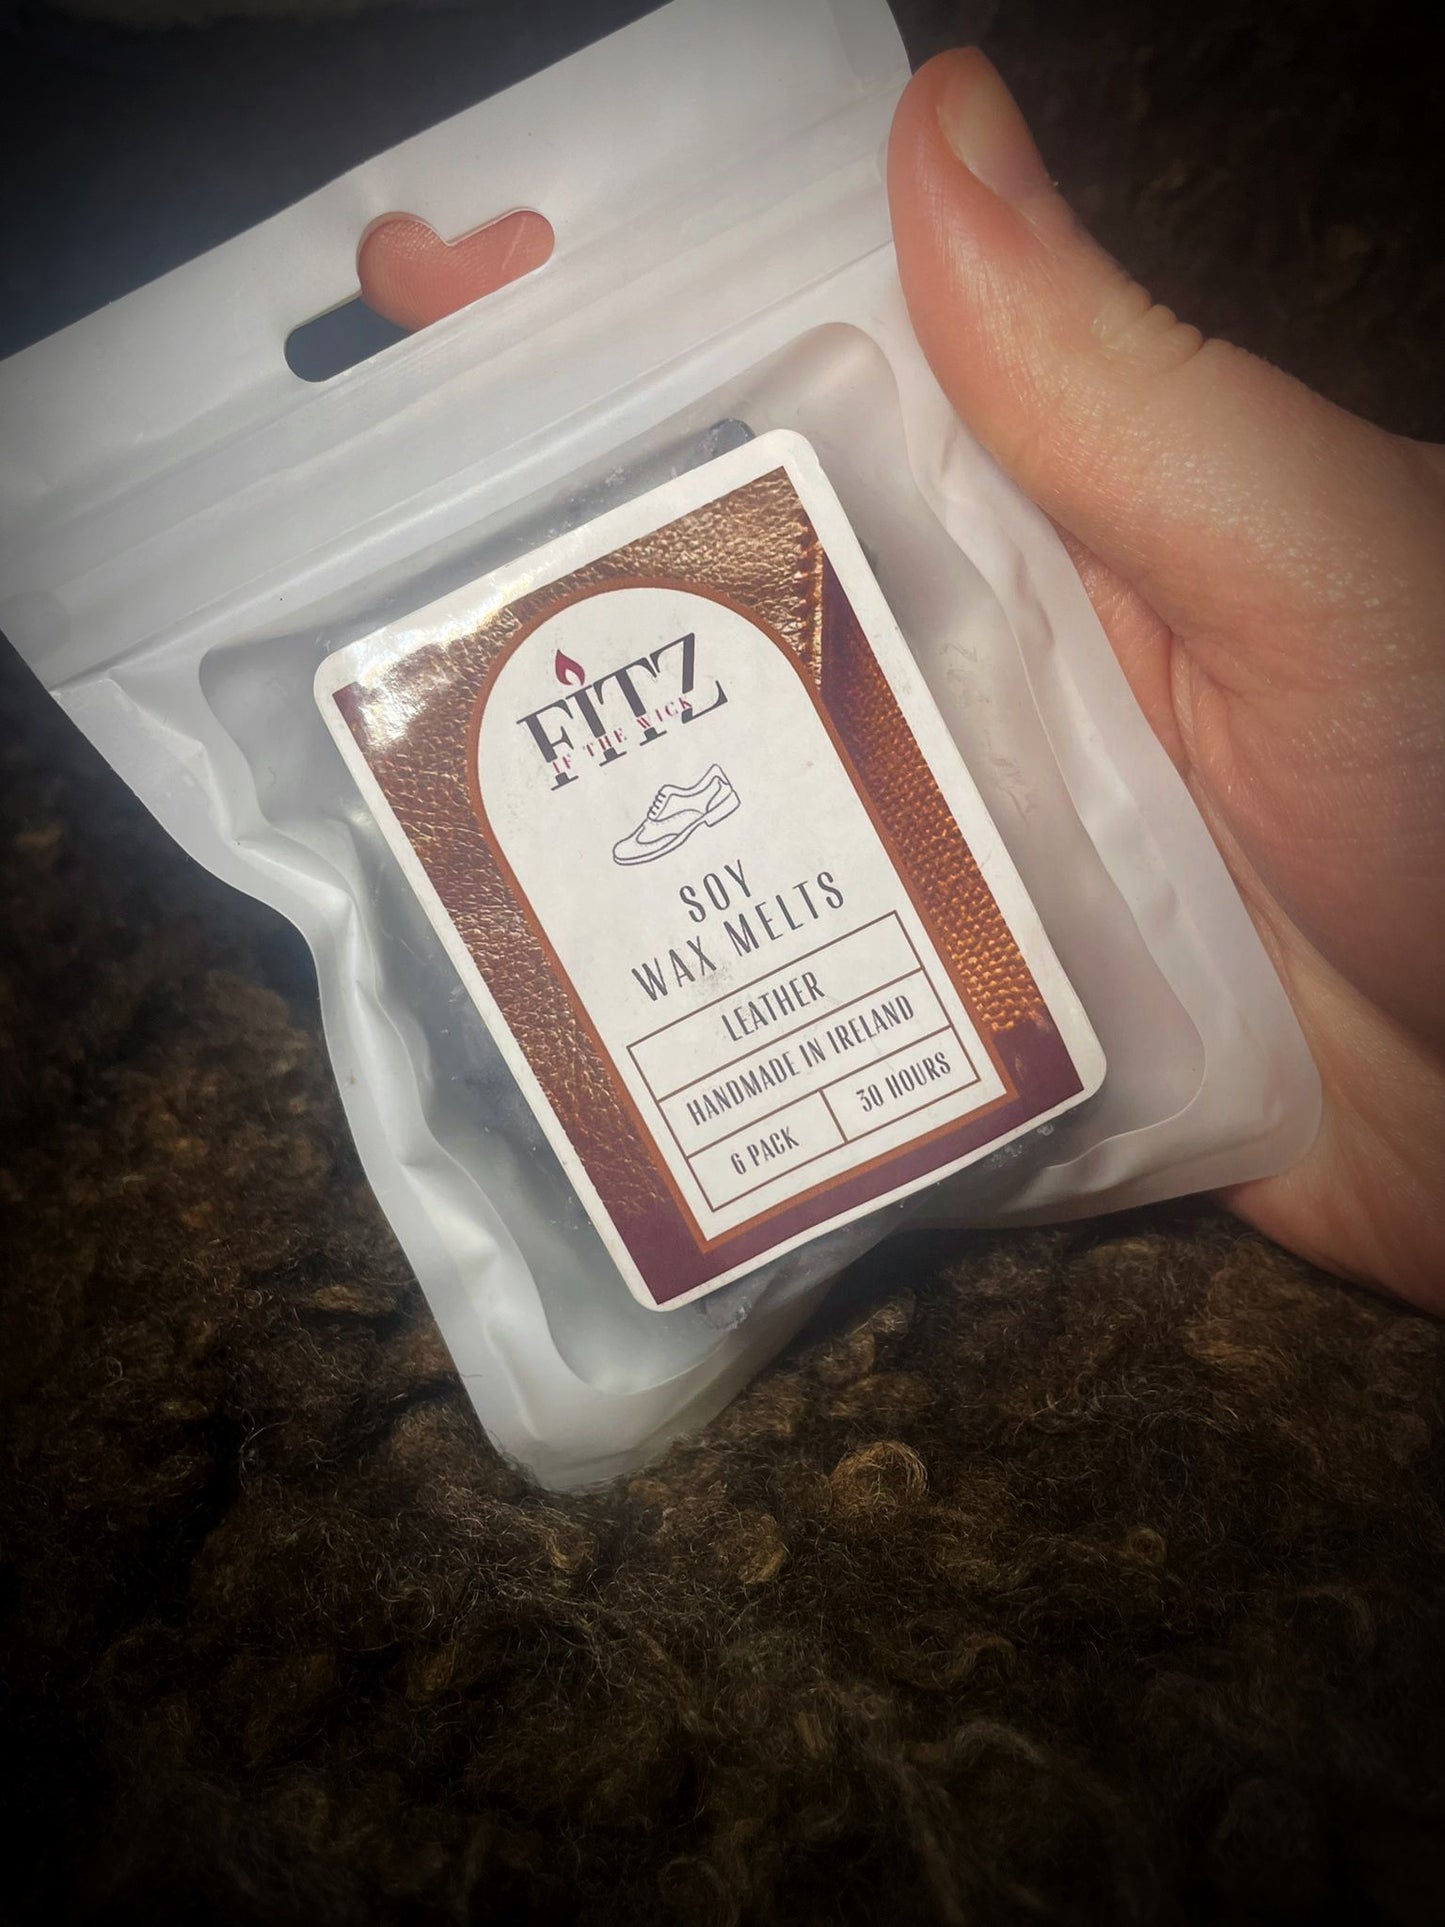 FITZ
IF THE WICK
SOY
WAX MELTS
LEATHER
HANDMADE IN IRELAND
6 PACK
30 HOURS